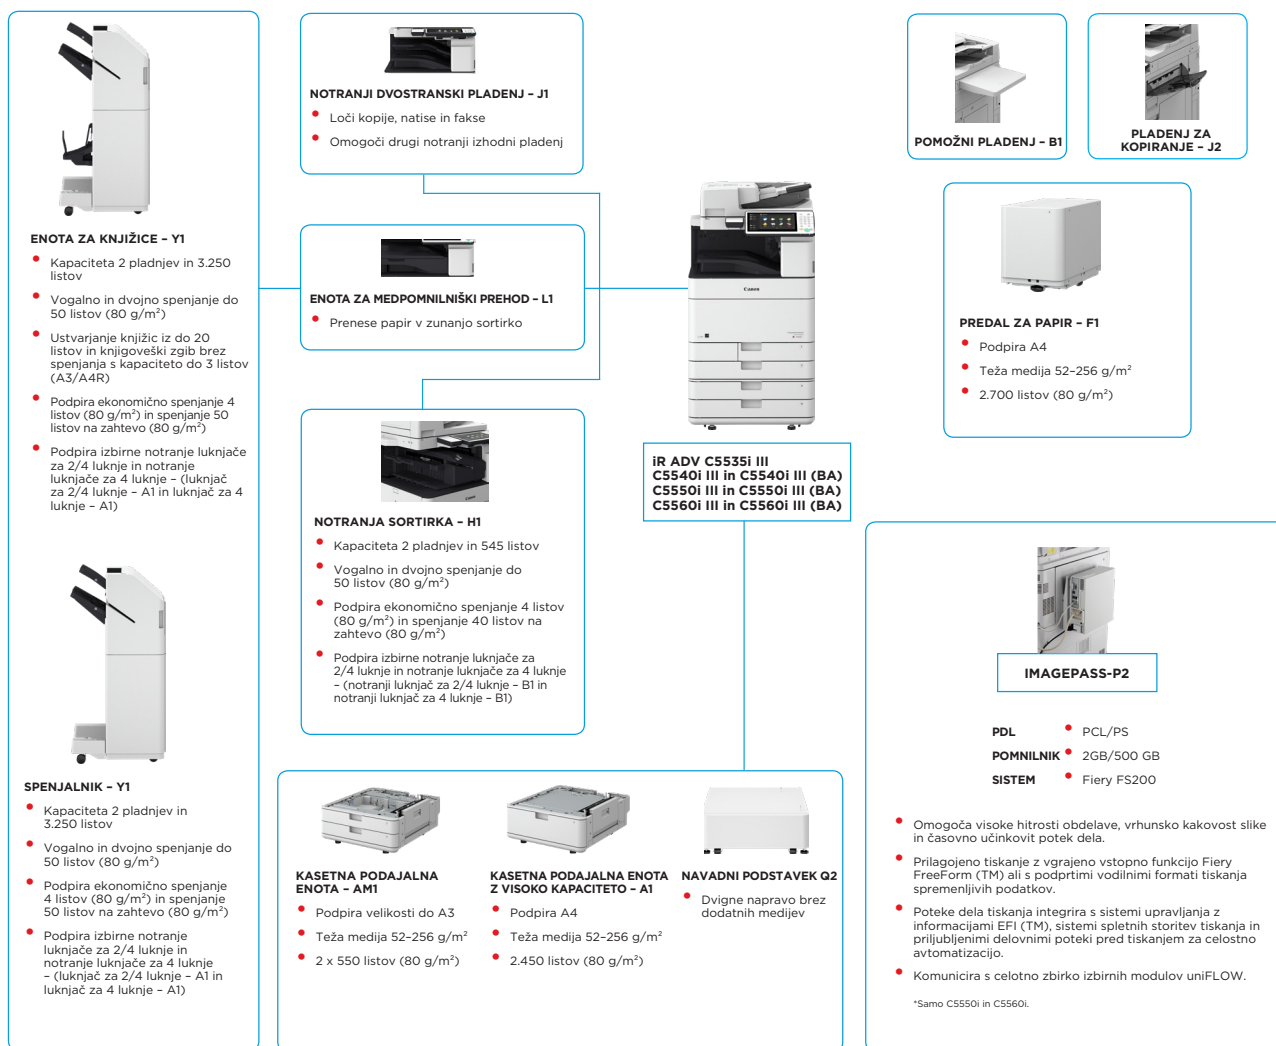 ENOTA ZA KNJIŽICE – Y1
Kapaciteta 2 pladnjev in 3.250
listov
Vogalno in dvojno spenjanje do
50 listov (80 g/m²)
Ustvarjanje knjižic iz do 20
listov in knjigoveški zgib brez
spenjanja s kapaciteto do 3 listov
(A3/A4R)
Podpira ekonomično spenjanje 4
listov (80 g/m²) in spenjanje 50
listov na zahtevo (80 g/m²)
Podpira izbirne notranje luknjače
za 2/4 luknje in notranje
luknjače za 4 luknje – (luknjač
za 2/4 luknje – A1 in luknjač za 4
luknje – A1)
SPENJALNIK – Y1
Kapaciteta 2 pladnjev in
3.250 listov
Vogalno in dvojno spenjanje do
50 listov (80 g/m²)
Podpira ekonomično spenjanje
4 listov (80 g/m²) in spenjanje
50 listov na zahtevo (80 g/m²)
Podpira izbirne notranje
luknjače za 2/4 luknje in
notranje luknjače za 4 luknje
– (luknjač za 2/4 luknje – A1 in
luknjač za 4 luknje – A1)
NOTRANJI DVOSTRANSKI PLADENJ – J1
Loči kopije, natise in fakse
Omogoči drugi notranji izhodni pladenj
ENOTA ZA MEDPOMNILNIŠKI PREHOD – L1
Prenese papir v zunanjo sortirko
NOTRANJA SORTIRKA – H1
Kapaciteta 2 pladnjev in 545 listov
Vogalno in dvojno spenjanje do
50 listov (80 g/m²)
Podpira ekonomično spenjanje 4 listov
(80 g/m²) in spenjanje 40 listov na
zahtevo (80 g/m²)
Podpira izbirne notranje luknjače za
2/4 luknje in notranje luknjače za 4 luknje
– (notranji luknjač za 2/4 luknje – B1 in
notranji luknjač za 4 luknje – B1)
Canon
iR ADV C5535i III
C5540i III in C5540i III (BA)
C5550i III in C5550i III (BA)
C5560i III in C5560i III (BA)
KASETNA PODAJALNA
ENOTA – AM1
Podpira velikosti do A3
Teža medija 52–256 g/m²
2 x 550 listov (80 g/m²)
KASETNA PODAJALNA ENOTA
Z VISOKO KAPACITETO – A1
Podpira A4
Teža medija 52–256 g/m²
2.450 listov (80 g/m²)
NAVADNI PODSTAVEK Q2
Dvigne napravo brez
dodatnih medijev
POMOŽNI PLADENJ – B1
PLADENJ ZA
KOPIRANJE – J2
PREDAL ZA PAPIR – F1
Podpira A4
Teža medija 52–256 g/m²
2.700 listov (80 g/m²)
IMAGEPASS-P2
PDL PCL/PS
POMNILNIK 2GB/500 GB
SISTEM Fiery FS200
Omogoča visoke hitrosti obdelave, vrhunsko kakovost slike
in časovno učinkovit potek dela.
Prilagojeno tiskanje z vgrajeno vstopno funkcijo Fiery
FreeForm (TM) ali s podprtimi vodilnimi formati tiskanja
spremenljivih podatkov.
Poteke dela tiskanja integrira s sistemi upravljanja z
informacijami EFI (TM), sistemi spletnih storitev tiskanja in
priljubljenimi delovnimi poteki pred tiskanjem za celostno
avtomatizacijo.
Komunicira s celotno zbirko izbirnih modulov uniFLOW.
*Samo C5550i in C5560i.